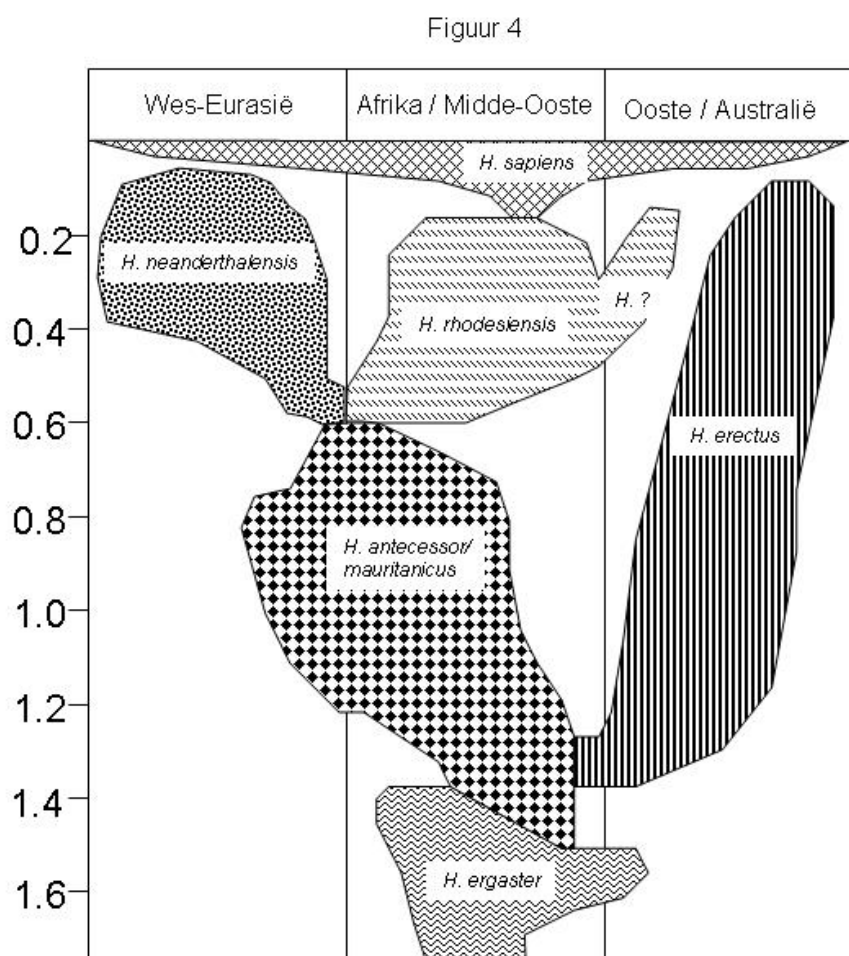 Figuur 4
Wes-Eurasië
Afrika / Midde-Ooste
Ooste / Australië
H. sapiens
0.2
H. neanderthalensis
H. ?
H. rhodesiensis
0.4
0.6
H. erectus
0.8
H. antecessor/
mauritanicus
1.0
1.2
1.4
H. ergaster
1.6